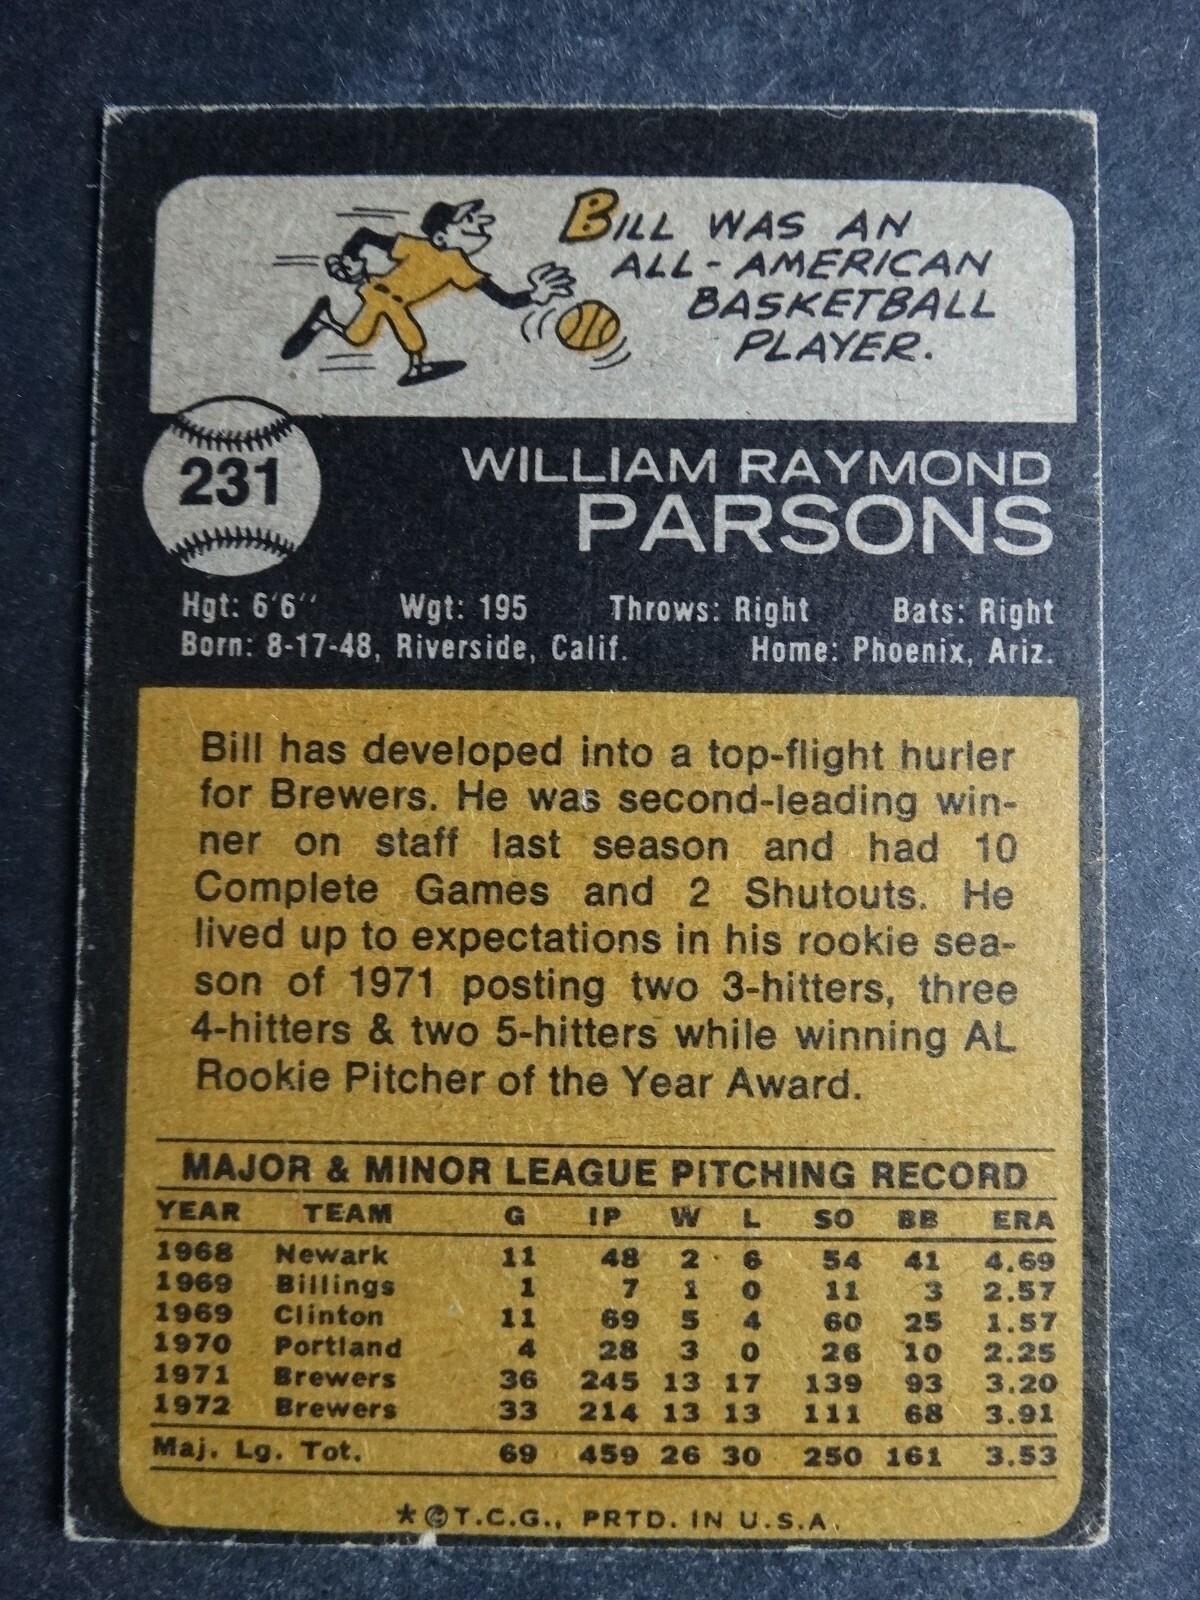 BILL WAS AN
ALL-AMERICAN
BASKETBALL
PLAYER.
231
WILLIAM RAYMOND
PARSONS
Hgt: 6'6" Wgt: 195 Throws: Right Bats: Right
Born: 8-17-48, Riverside, Calif. Home: Phoenix, Ariz.
Bill has developed into a top-flight hurler
for Brewers. He was second-leading win-
ner on staff last season and had 10
Complete Games and 2 Shutouts. He
lived up to expectations in his rookie sea-
son of 1971 posting two 3-hitters, three
4-hitters & two 5-hitters while winning AL
Rookie Pitcher of the Year Award.
MAJOR & MINOR LEAGUE PITCHING RECORD
YEAR TEAM G IP W L SO BB ERA
1968 Newark 11 48 2 6 54 41 4.69
1969 Billings 1 7 1 0 11 3 2.57
1969 Clinton 11 69 5 4 60 25 1.57
1970 Portland 4 28 3 0 26 10 2.25
1971 Brewers 36 245 13 17 139 93 3.20
1972 Brewers 33 214 13 13 111 68 3.91
Maj. Lg. Tot. 69 459 26 30 250 161 3.53
*©T.C.G., PRTD. IN U.S.A.